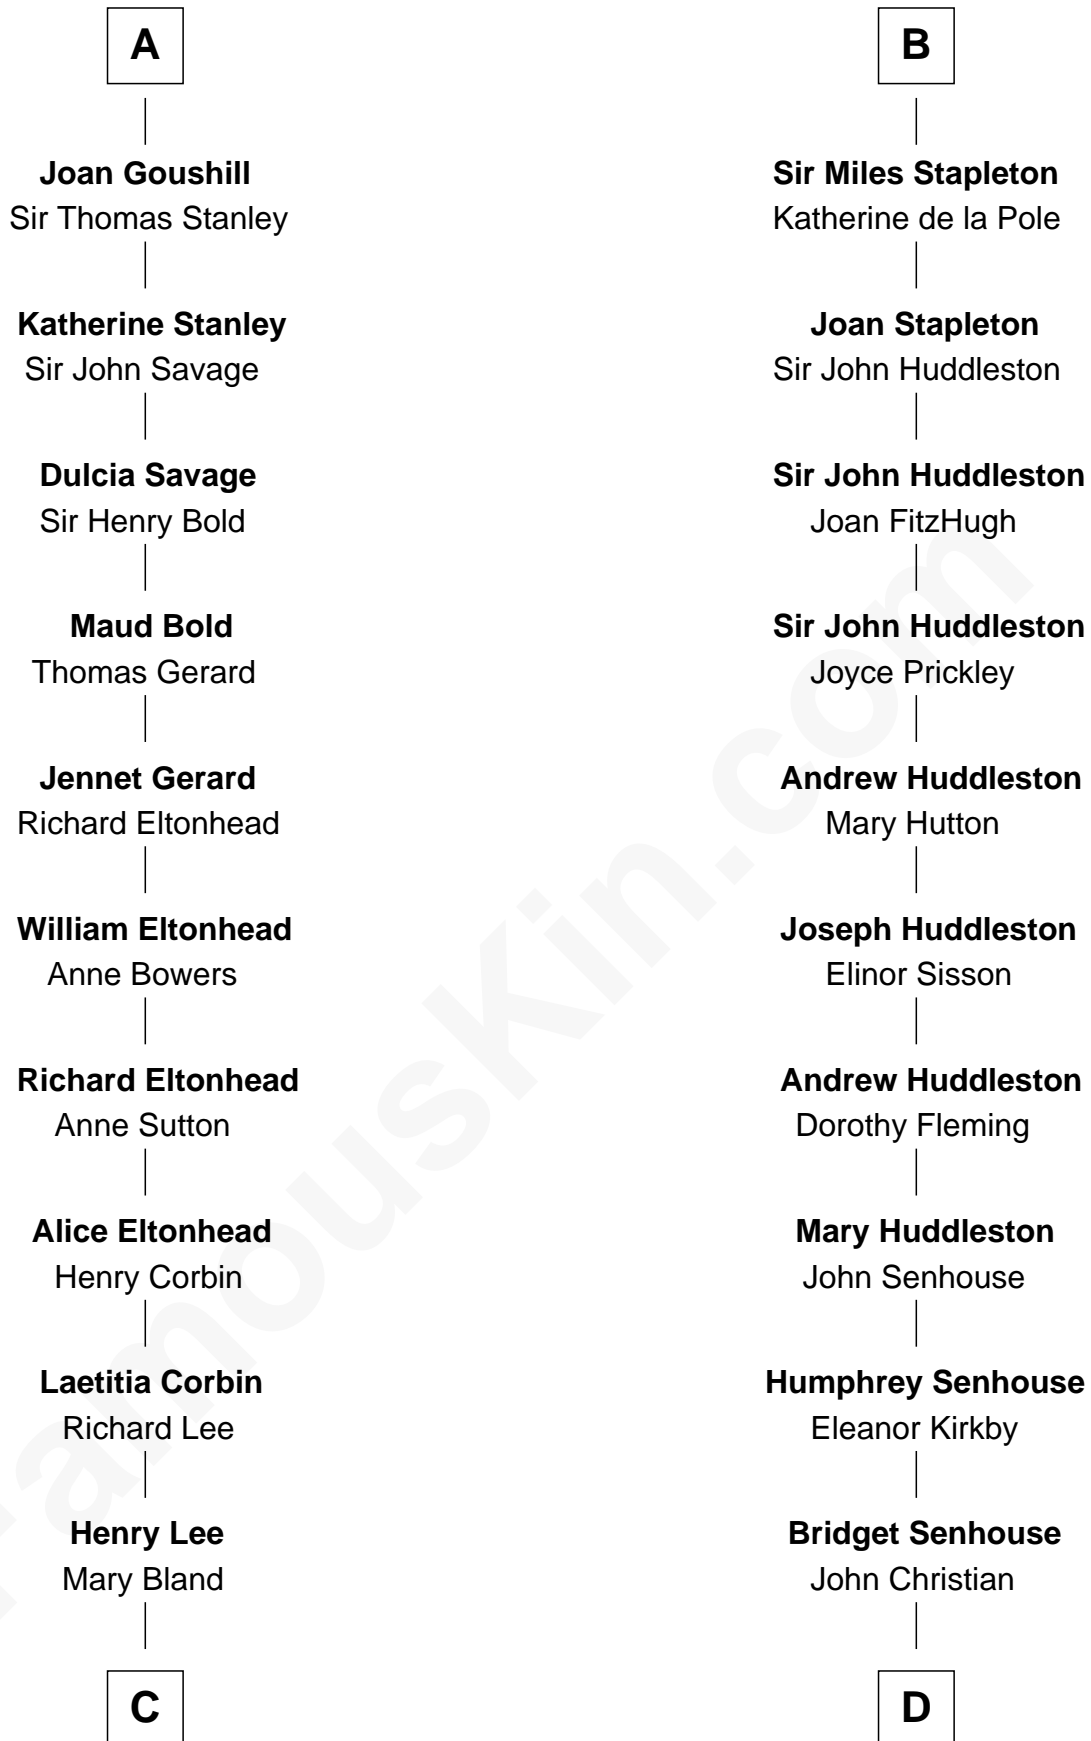 A
Joan Goushill
Sir Thomas Stanley
Katherine Stanley
Sir John Savage
Dulcia Savage
Sir Henry Bold
Maud Bold
Thomas Gerard
Jennet Gerard
Richard Eltonhead
William Eltonhead
Anne Bowers
Richard Eltonhead
Anne Sutton
Alice Eltonhead
Henry Corbin
Laetitia Corbin
Richard Lee
Henry Lee
Mary Bland
C
B
Sir Miles Stapleton
Katherine de la Pole
Joan Stapleton
Sir John Huddleston
Sir John Huddleston
Joan FitzHugh
Sir John Huddleston
Joyce Prickley
Andrew Huddleston
Mary Hutton
Joseph Huddleston
Elinor Sisson
Andrew Huddleston
Dorothy Fleming
Mary Huddleston
John Senhouse
Humphrey Senhouse
Eleanor Kirkby
Bridget Senhouse
John Christian
D
FamousKin.com